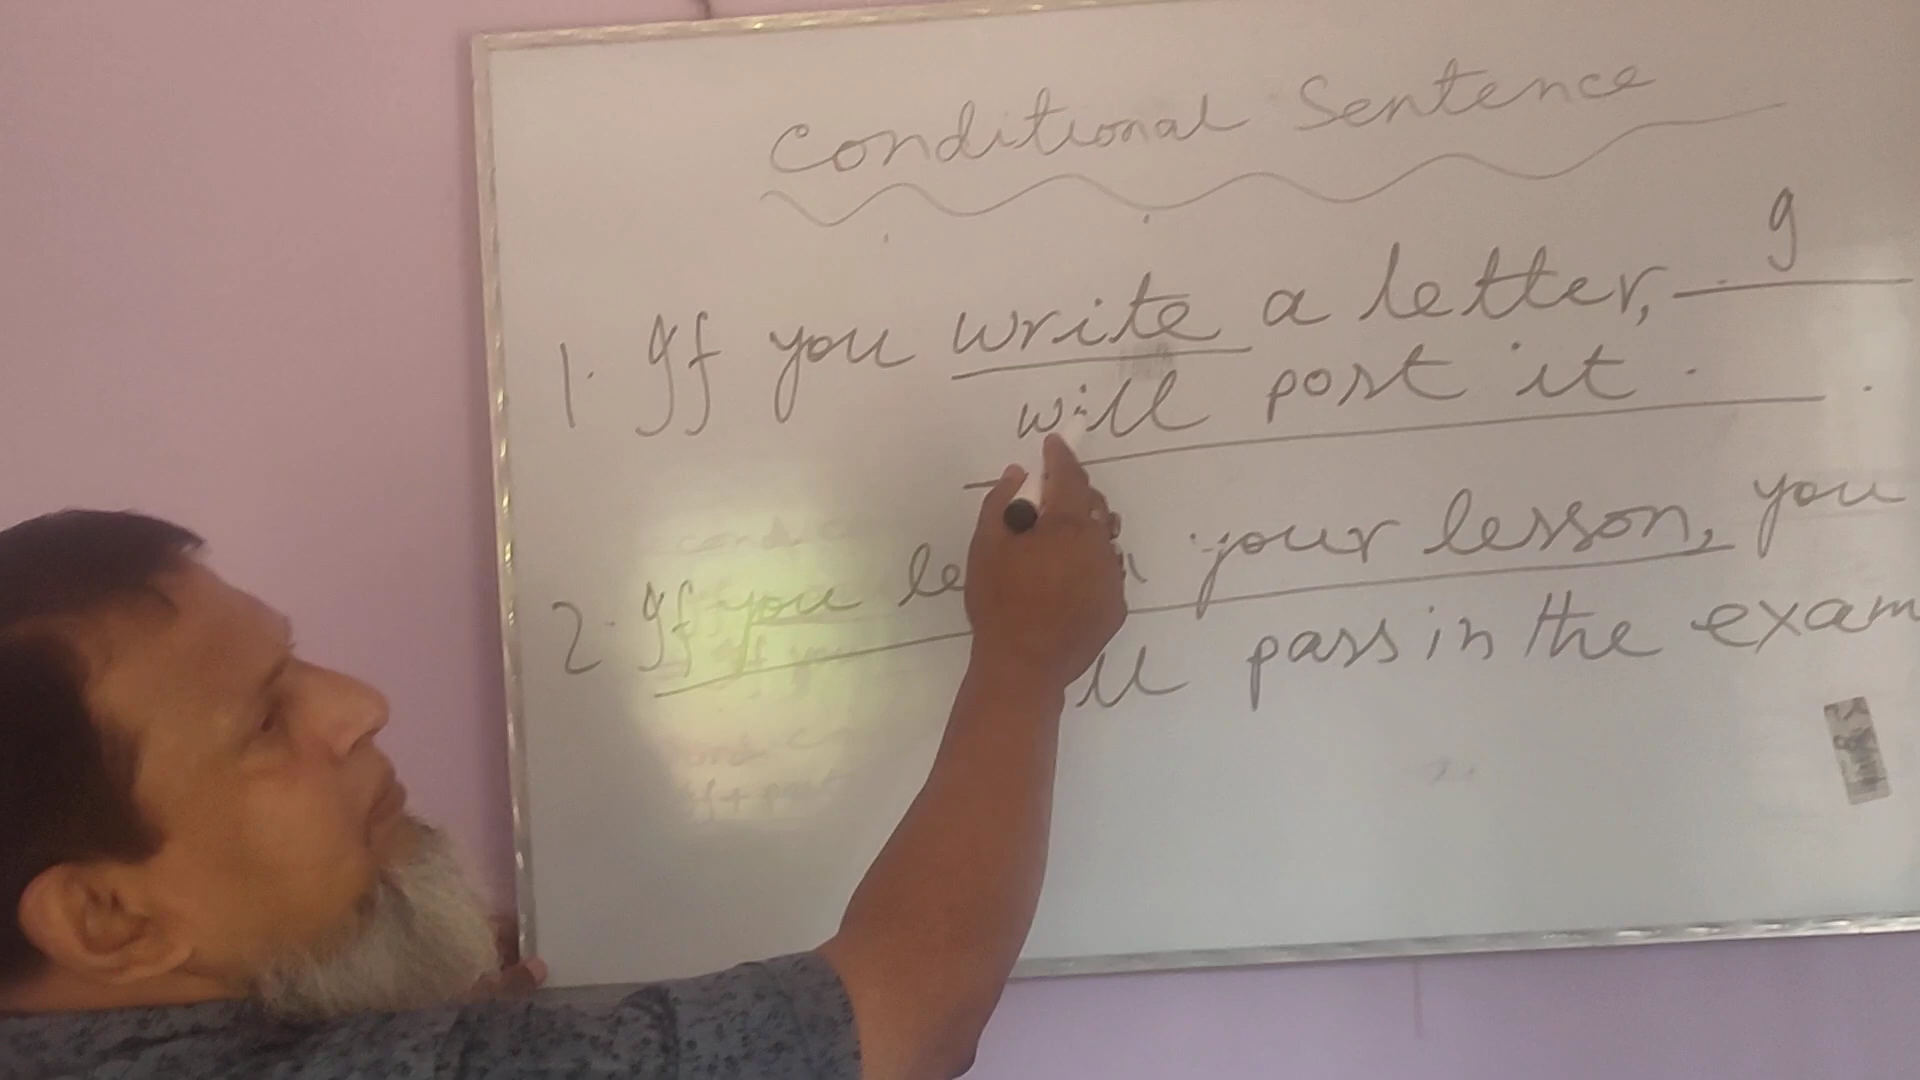 Conditional Sentence
1. If you write a letter, I
will post it.
2. If you your lesson, you
pass in the exam